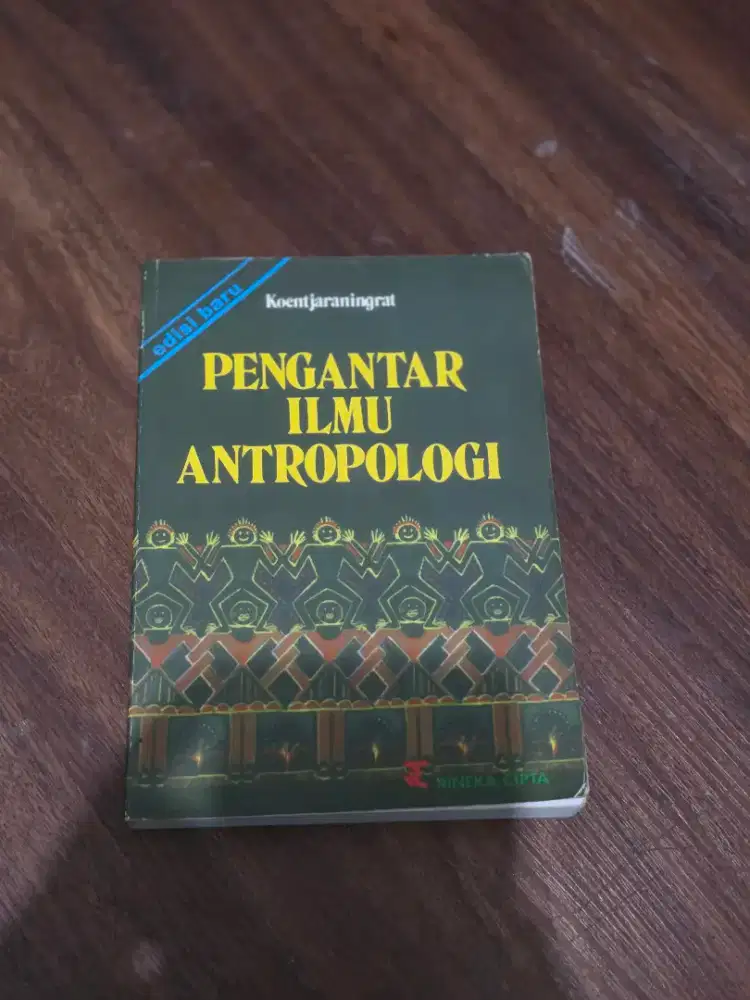 edisi baru
Koentjaraningrat
PENGANTAR
ILMU
ANTROPOLOGI
RINEKA CIPTA